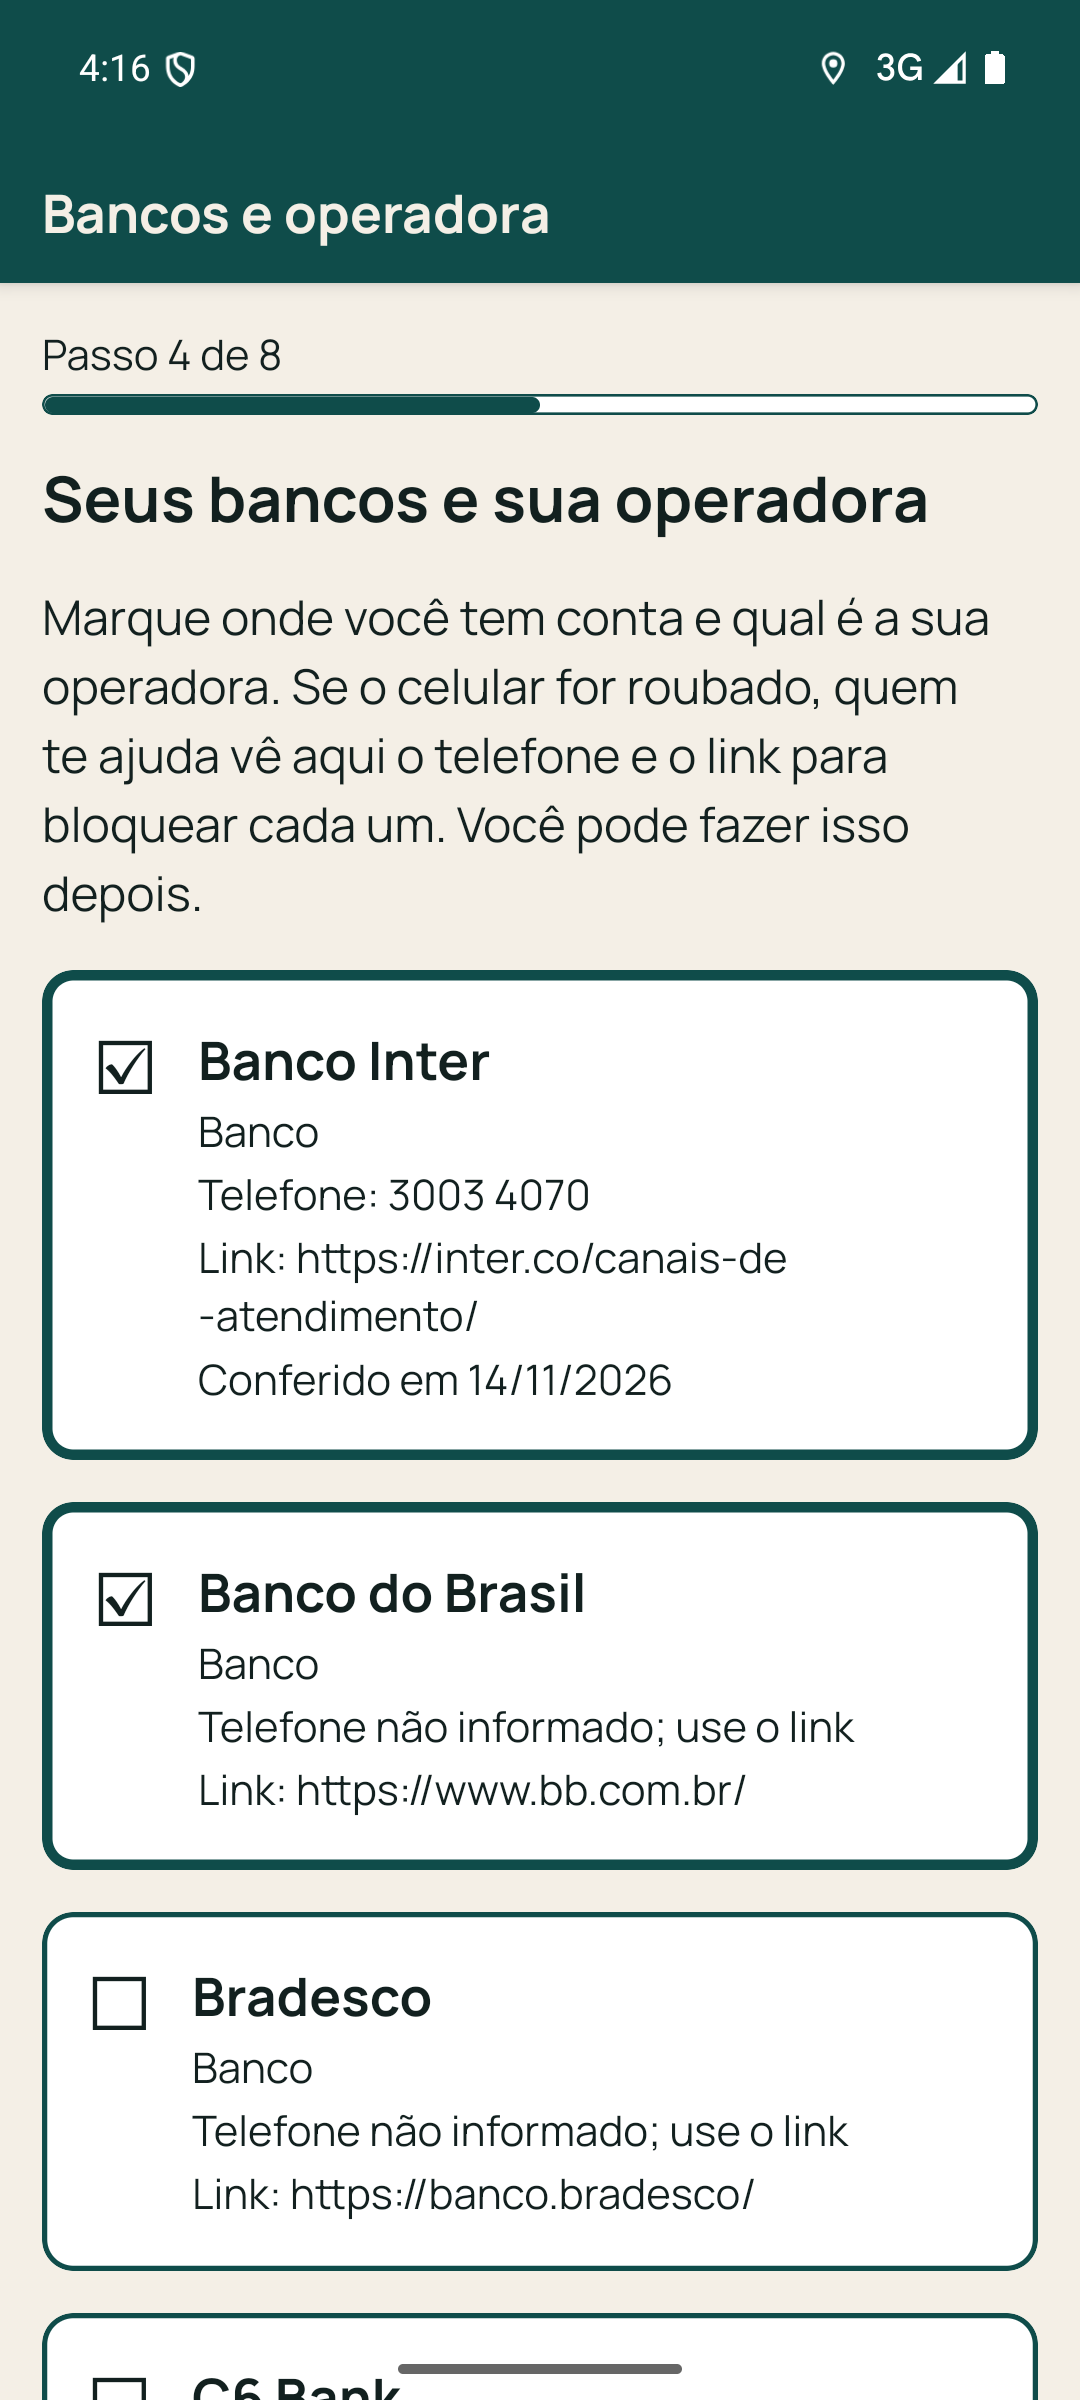 4:16
3G
Bancos e operadora
Passo 4 de 8
Seus bancos e sua operadora
Marque onde você tem conta e qual é a sua
operadora. Se o celular for roubado, quem
te ajuda vê aqui o telefone e o link para
bloquear cada um. Você pode fazer isso
depois.
Banco Inter
Banco
Telefone: 3003 4070
Link: https://inter.co/canais-de
-atendimento/
Conferido em 14/11/2026
Banco do Brasil
Banco
Telefone não informado; use o link
Link: https://www.bb.com.br/
Bradesco
Banco
Telefone não informado; use o link
Link: https://banco.bradesco/
C6 Bank